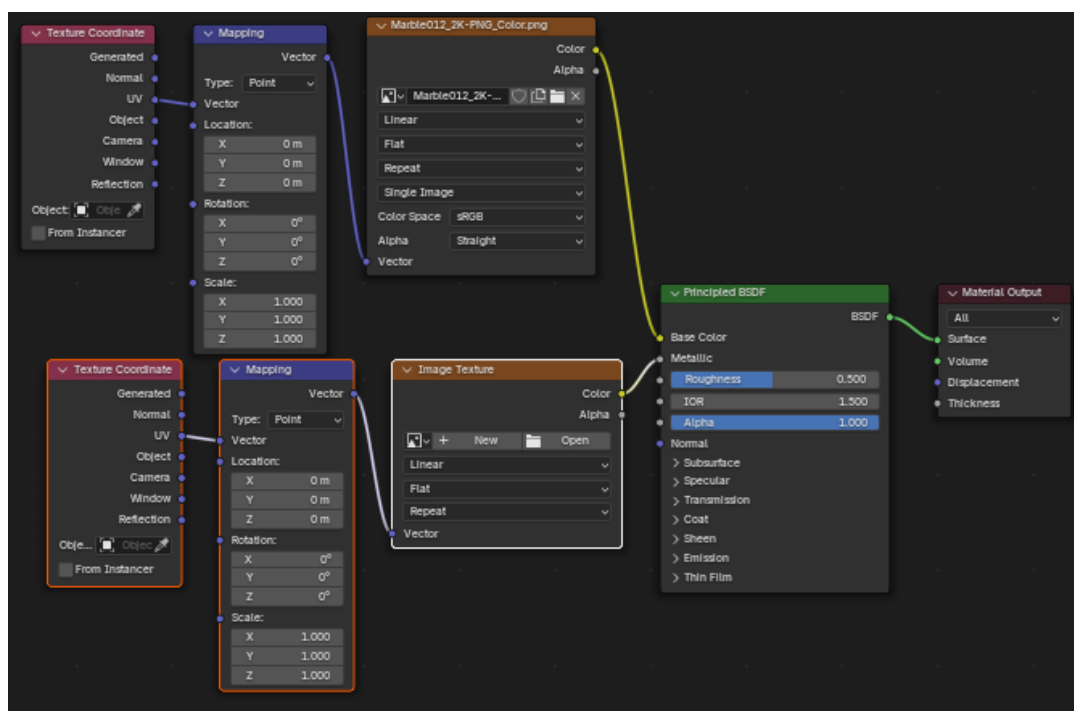 Texture Coordinate
Generated
Normal
UV
Object
Camera
Window
Reflection
Object: Obje
From Instancer
Mapping
Vector
Type: Point
Vector
Location:
X 0 m
Y 0 m
Z 0 m
Rotation:
X 0°
Y 0°
Z 0°
Scale:
X 1.000
Y 1.000
Z 1.000
Marble012_2K-PNG_Color.png
Color
Alpha
Marble012_2K-...
Linear
Flat
Repeat
Single Image
Color Space sRGB
Alpha Straight
Vector
Texture Coordinate
Generated
Normal
UV
Object
Camera
Window
Reflection
Obje... Objec
From Instancer
Mapping
Vector
Type: Point
Vector
Location:
X 0 m
Y 0 m
Z 0 m
Rotation:
X 0°
Y 0°
Z 0°
Scale:
X 1.000
Y 1.000
Z 1.000
Image Texture
Color
Alpha
New Open
Linear
Flat
Repeat
Vector
Principled BSDF
BSDF
Base Color
Metallic
Roughness 0.500
IOR 1.500
Alpha 1.000
Normal
Subsurface
Specular
Transmission
Coat
Sheen
Emission
Thin Film
Material Output
All
Surface
Volume
Displacement
Thickness